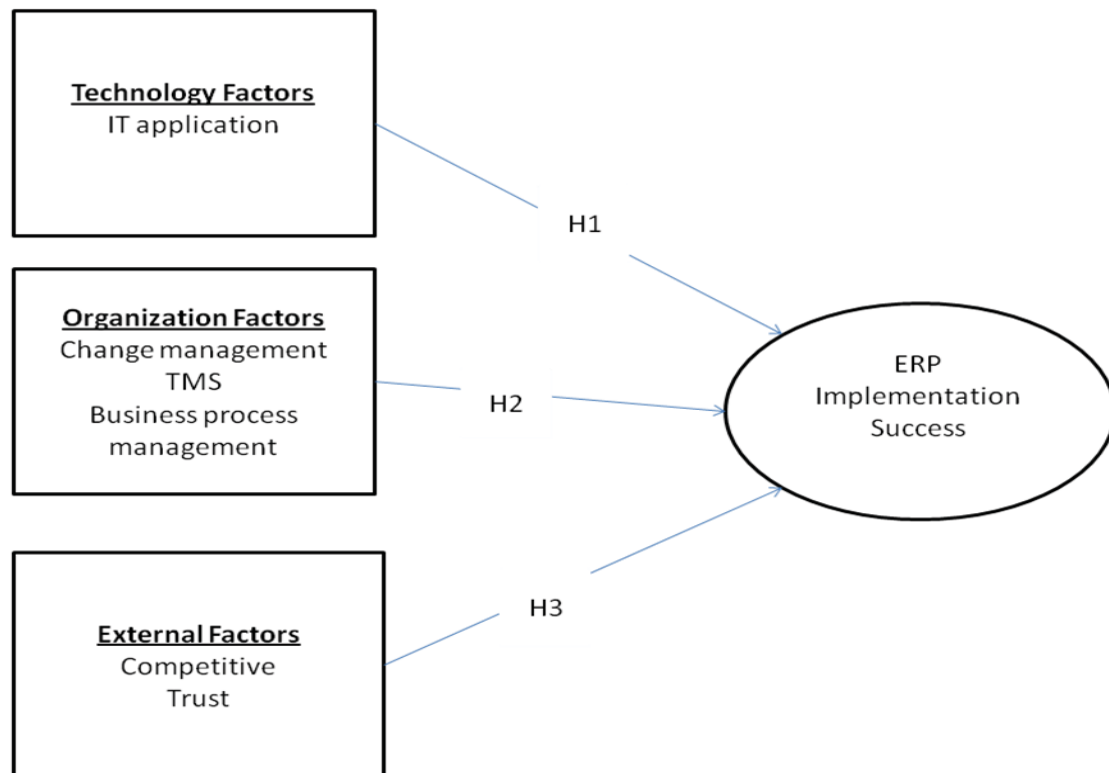 Technology Factors
IT application
H1
Organization Factors
Change management
TMS
Business process
management
H2
ERP
Implementation
Success
H3
External Factors
Competitive
Trust